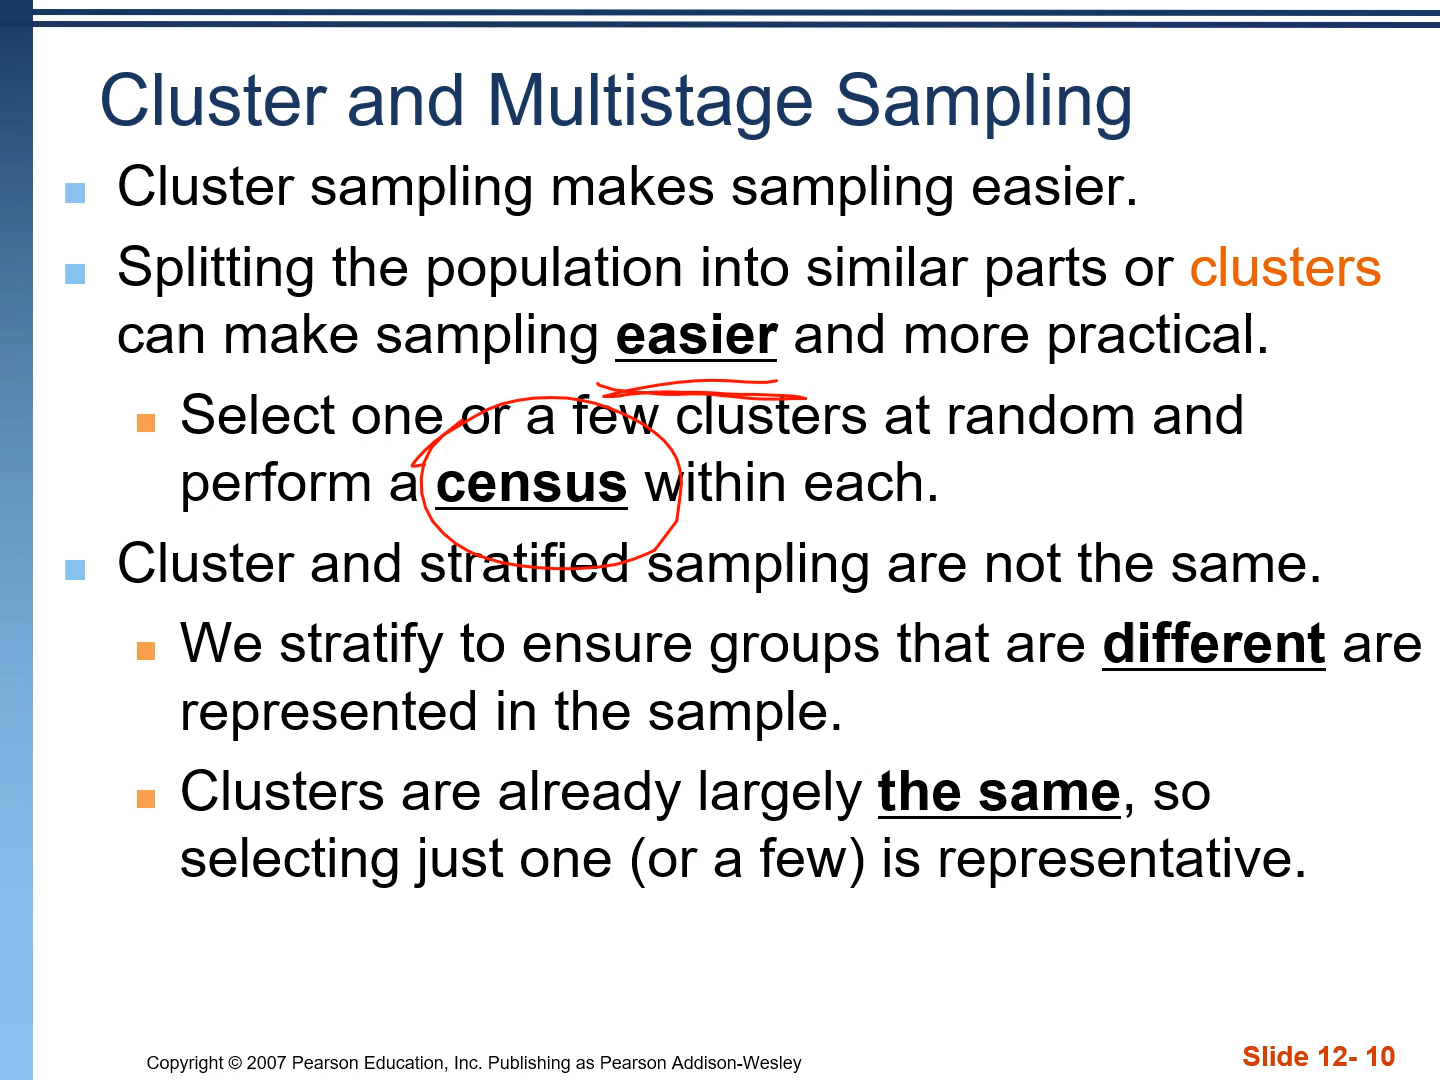 Cluster and Multistage Sampling
Cluster sampling makes sampling easier.
Splitting the population into similar parts or clusters
can make sampling easier and more practical.
Select one or a few clusters at random and
perform a census within each.
Cluster and stratified sampling are not the same.
We stratify to ensure groups that are different are
represented in the sample.
Clusters are already largely the same, so
selecting just one (or a few) is representative.
Copyright © 2007 Pearson Education, Inc. Publishing as Pearson Addison-Wesley
Slide 12- 10